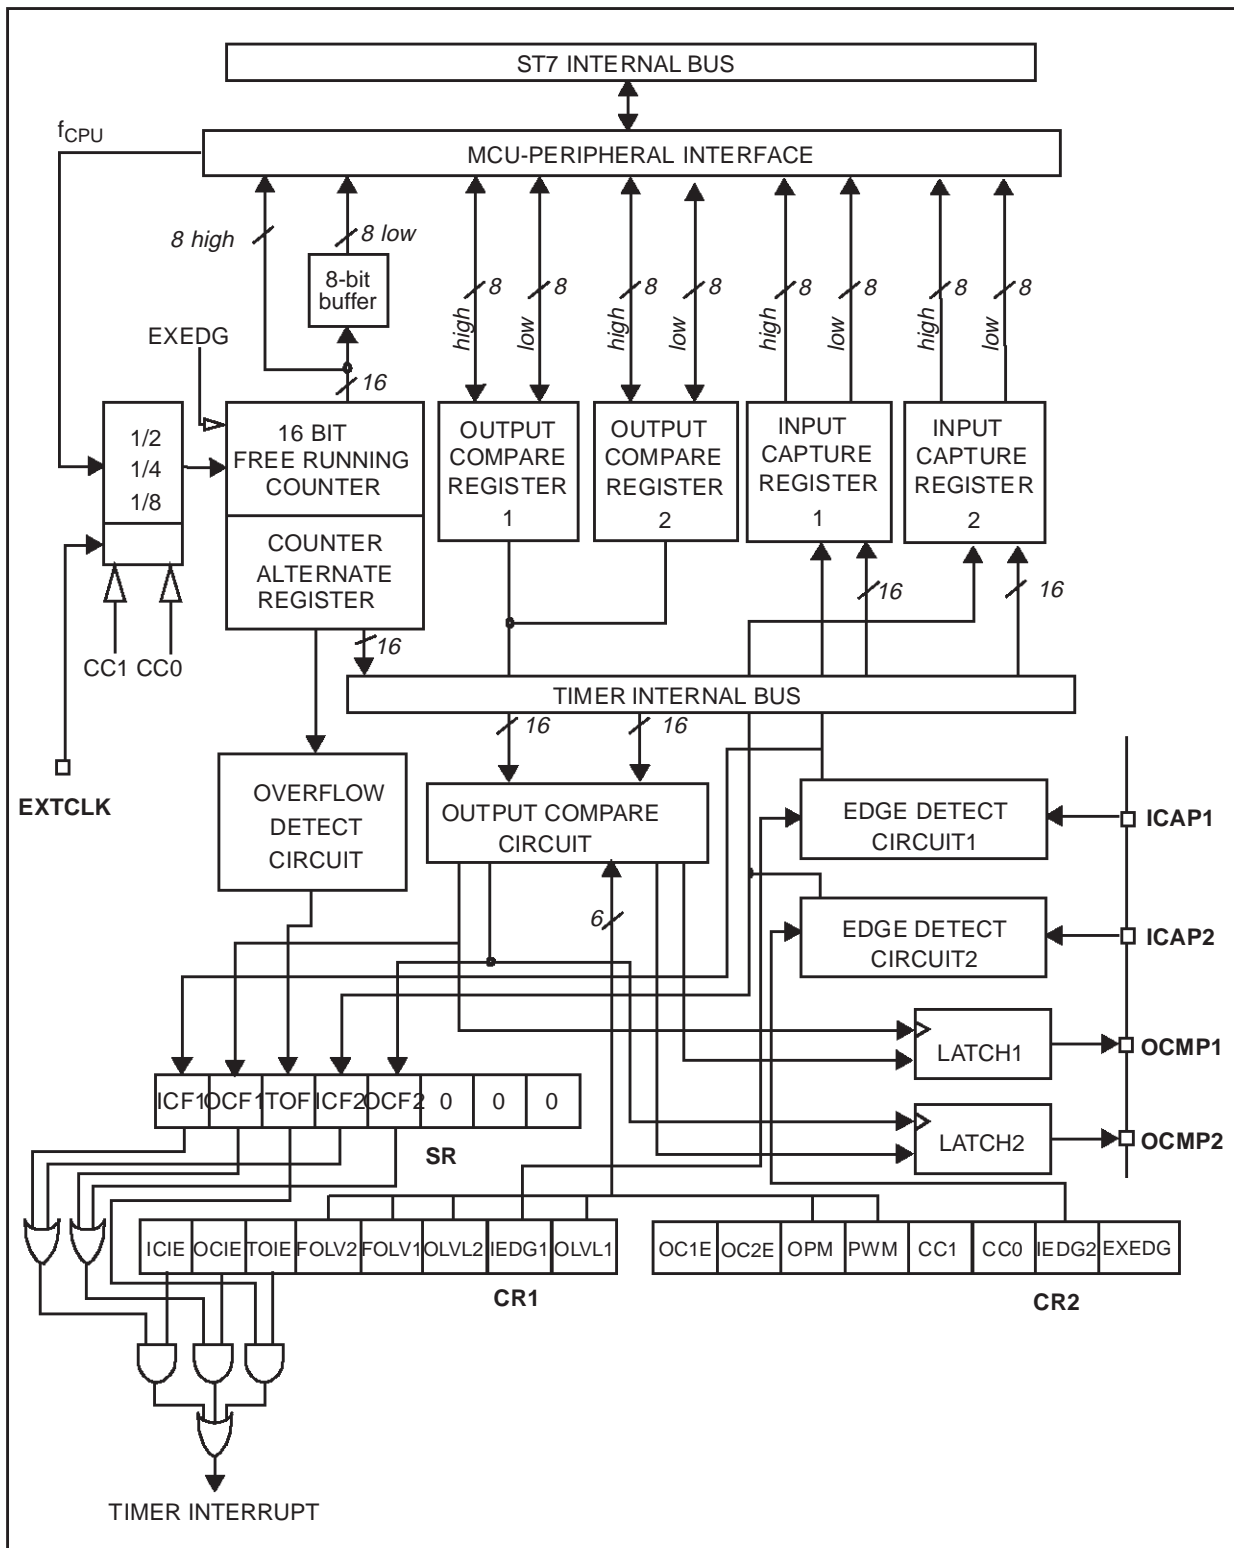 ST7 INTERNAL BUS
fCPU
MCU-PERIPHERAL INTERFACE
8 high
8 low
8-bit
buffer
high
8
low
8
high
8
low
8
high
8
low
8
high
8
low
8
EXEDG
16
1/2
1/4
1/8
16 BIT
FREE RUNNING
COUNTER
OUTPUT
COMPARE
REGISTER
1
OUTPUT
COMPARE
REGISTER
2
INPUT
CAPTURE
REGISTER
1
INPUT
CAPTURE
REGISTER
2
COUNTER
ALTERNATE
REGISTER
16
16
16
CC1 CC0
TIMER INTERNAL BUS
16
16
EXTCLK
OVERFLOW
DETECT
CIRCUIT
OUTPUT COMPARE
CIRCUIT
EDGE DETECT
CIRCUIT1
ICAP1
6
EDGE DETECT
CIRCUIT2
ICAP2
LATCH1
OCMP1
ICF1 OCF1 TOF ICF2 OCF2 0 0 0
SR
LATCH2
OCMP2
ICIE OCIE TOIE FOLV2 FOLV1 OLVL2 IEDG1 OLVL1
CR1
OC1E OC2E OPM PWM CC1 CC0 IEDG2 EXEDG
CR2
TIMER INTERRUPT